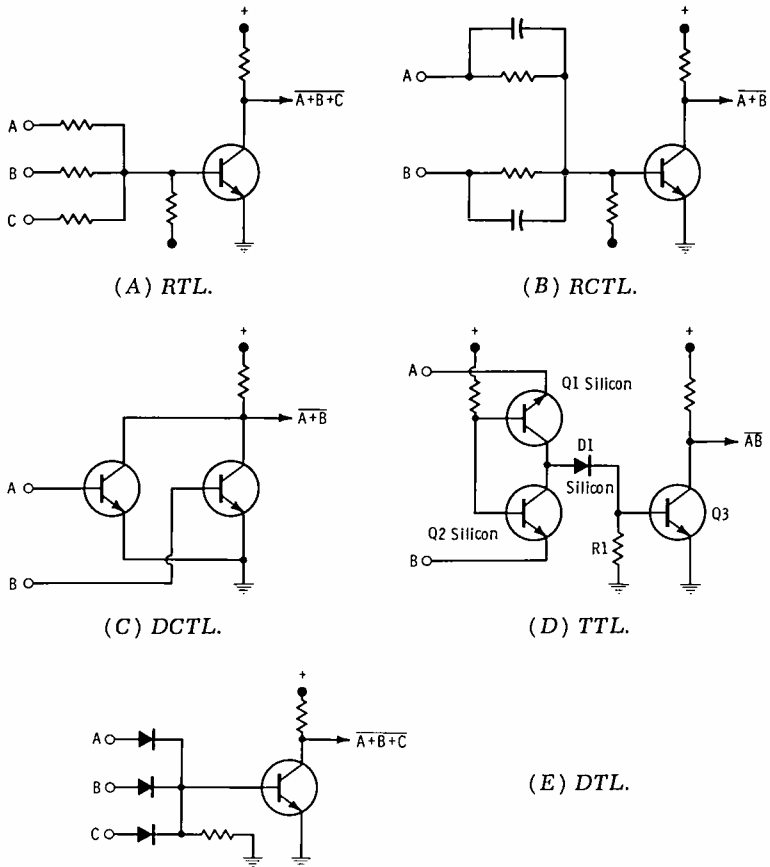 +
A
B
C
A+B+C
(A) RTL.
+
A
B
A+B
(B) RCTL.
+
A
B
A+B
(C) DCTL.
+
+
A
Q1 Silicon
D1
Silicon
AB
Q2 Silicon
Q3
R1
B
(D) TTL.
+
A
B
C
A+B+C
(E) DTL.